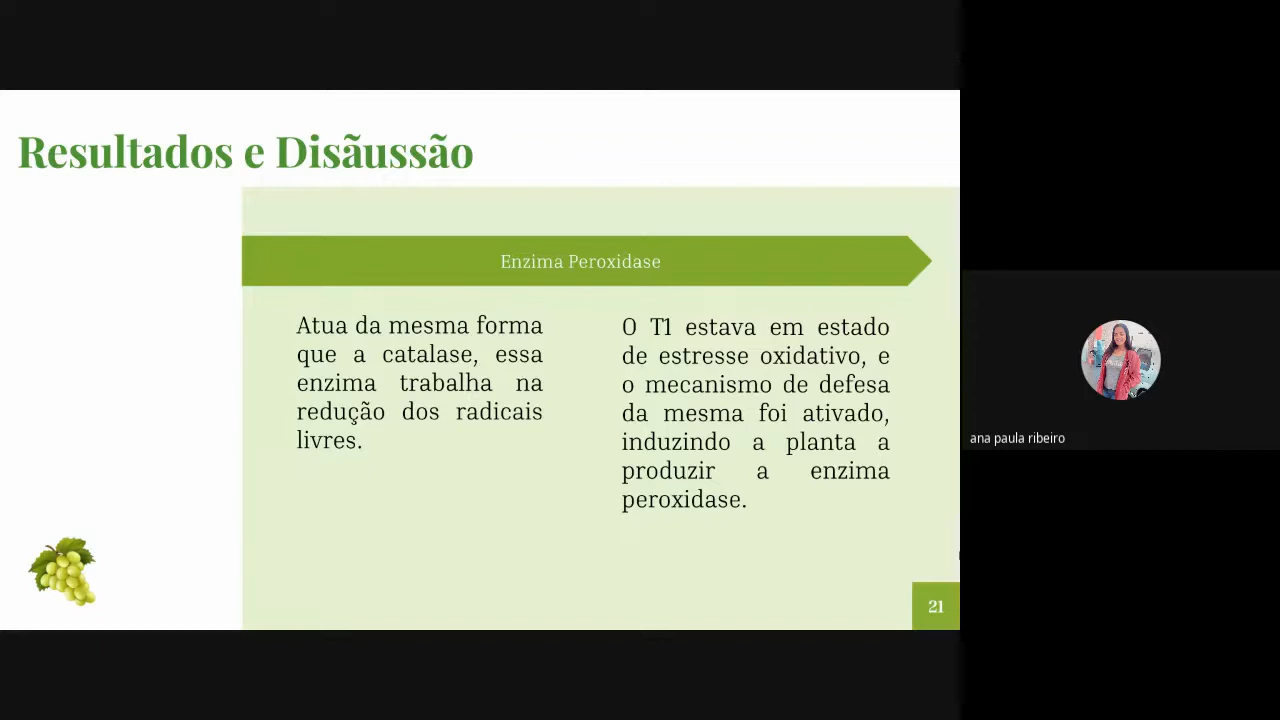 Resultados e Disãussão
Enzima Peroxidase
Atua da mesma forma
que a catalase, essa
enzima trabalha na
redução dos radicais
livres.
O T1 estava em estado
de estresse oxidativo, e
o mecanismo de defesa
da mesma foi ativado,
induzindo a planta a
produzir a enzima
peroxidase.
21
ana paula ribeiro